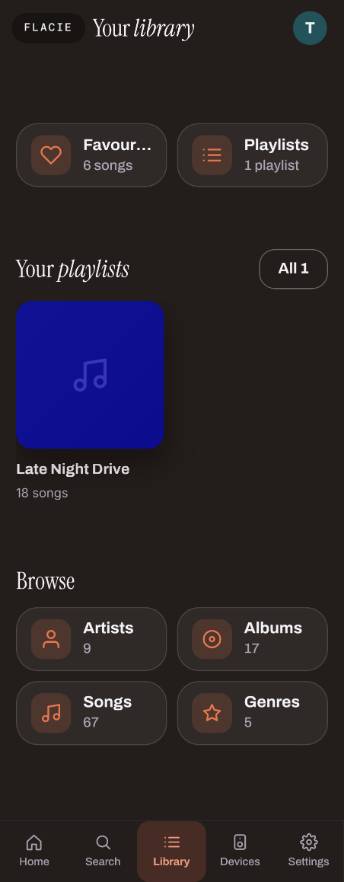 FLACIE Your library T
Favour... Playlists
6 songs 1 playlist
Your playlists All 1
Late Night Drive
18 songs
Browse
Artists Albums
9 17
Songs Genres
67 5
Home Search Library Devices Settings